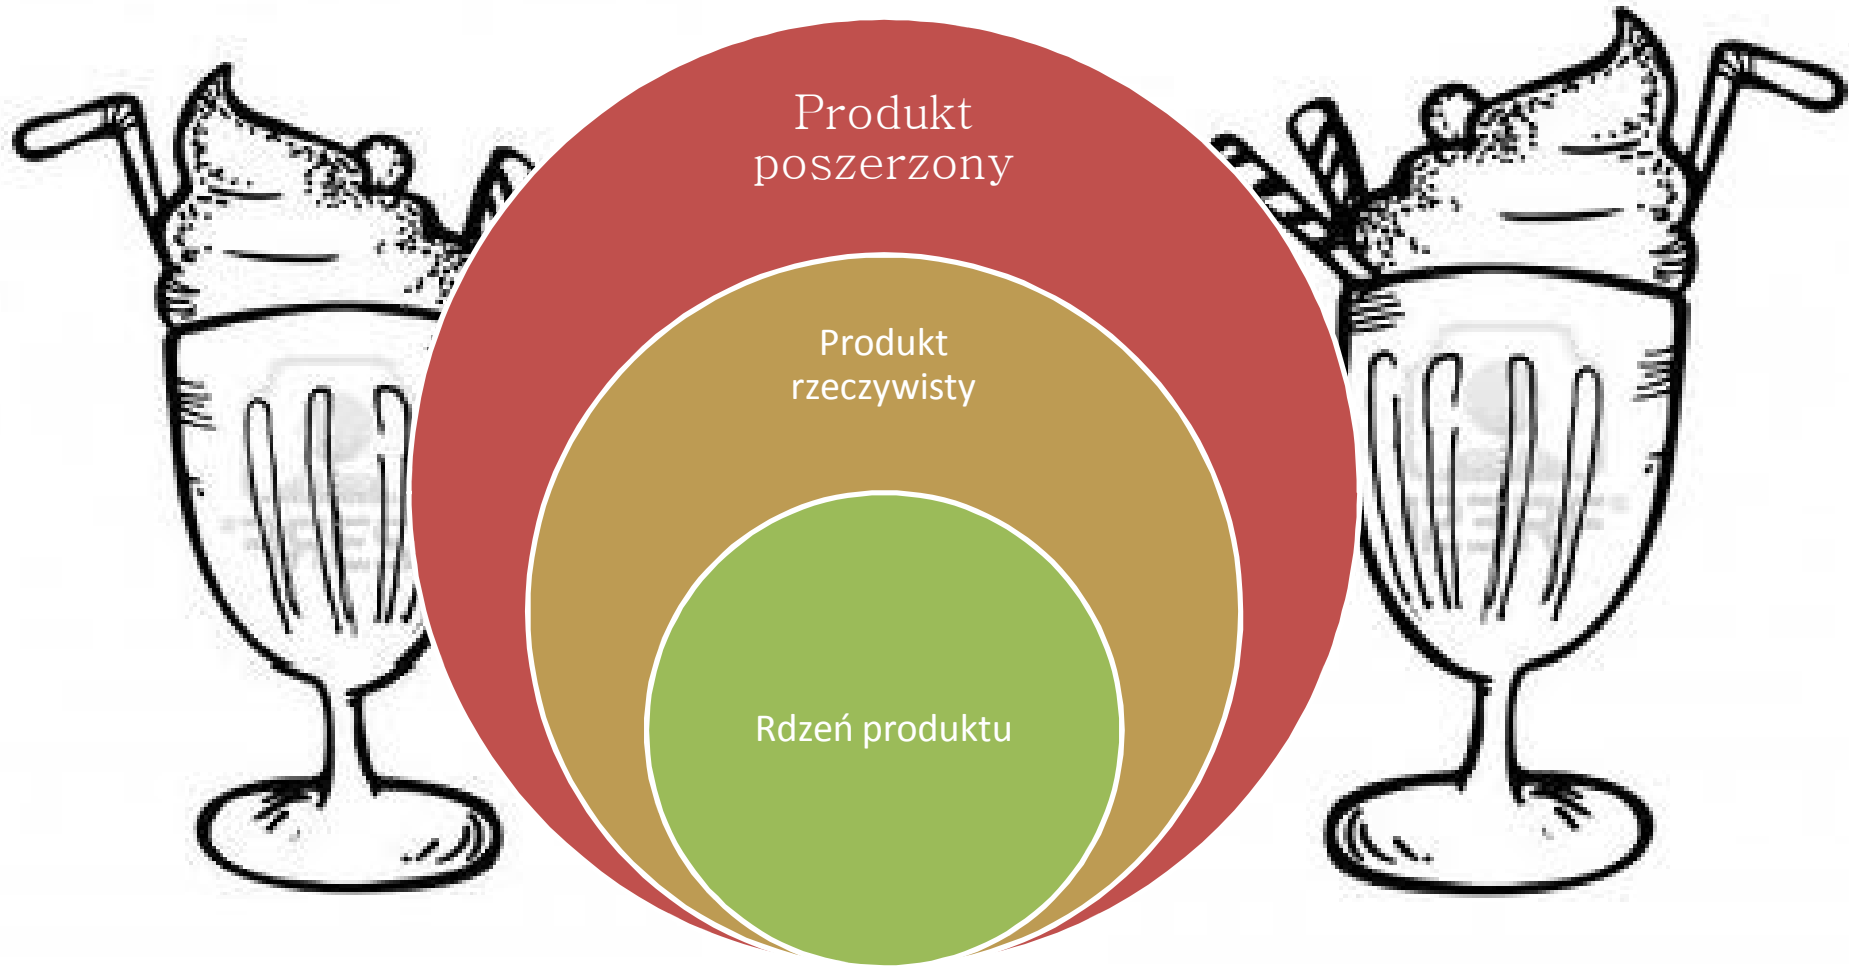 Produkt
poszerzony
Produkt
rzeczywisty
Rdzeń produktu